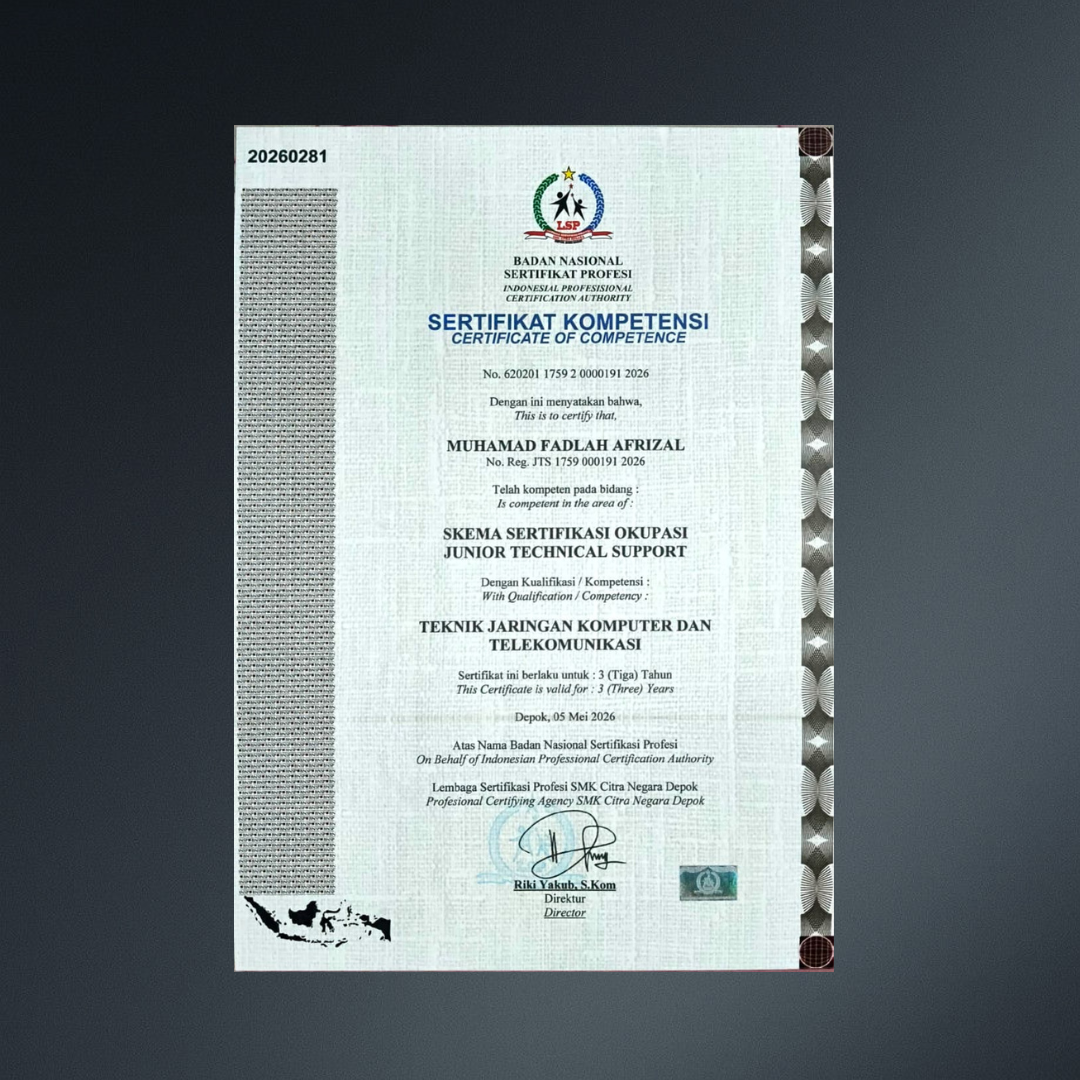 20260281
LSP
BADAN NASIONAL
SERTIFIKAT PROFESI
INDONESIAL PROFESISIONAL
CERTIFICATION AUTHORITY
SERTIFIKAT KOMPETENSI
CERTIFICATE OF COMPETENCE
No. 620201 1759 2 0000191 2026
Dengan ini menyatakan bahwa,
This is to certify that,
MUHAMAD FADLAH AFRIZAL
No. Reg. JTS 1759 000191 2026
Telah kompeten pada bidang :
Is competent in the area of :
SKEMA SERTIFIKASI OKUPASI
JUNIOR TECHNICAL SUPPORT
Dengan Kualifikasi / Kompetensi :
With Qualification / Competency :
TEKNIK JARINGAN KOMPUTER DAN
TELEKOMUNIKASI
Sertifikat ini berlaku untuk : 3 (Tiga) Tahun
This Certificate is valid for : 3 (Three) Years
Depok, 05 Mei 2026
Atas Nama Badan Nasional Sertifikasi Profesi
On Behalf of Indonesian Professional Certification Authority
Lembaga Sertifikasi Profesi SMK Citra Negara Depok
Profesional Certifying Agency SMK Citra Negara Depok
Riki Yakub, S.Kom
Direktur
Director